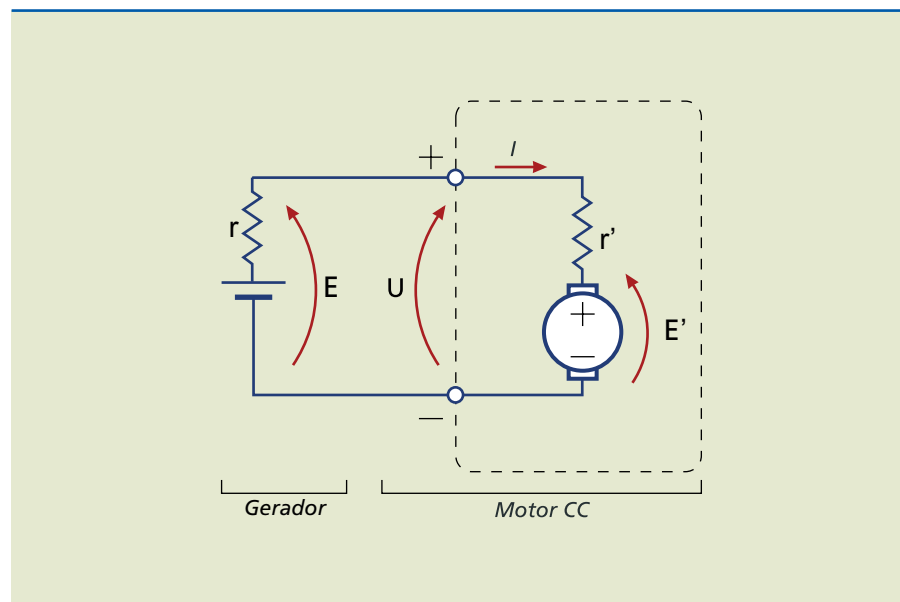 +
I
r
r'
E
U
+
E'
—
—
Gerador
Motor CC